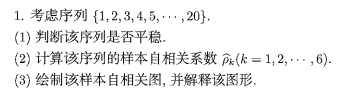 1. 考虑序列 {1,2,3,4,5,⋯,20}.
(1) 判断该序列是否平稳.
(2) 计算该序列的样本自相关系数 ρ̂ₖ(k=1,2,⋯,6).
(3) 绘制该样本自相关图, 并解释该图形.